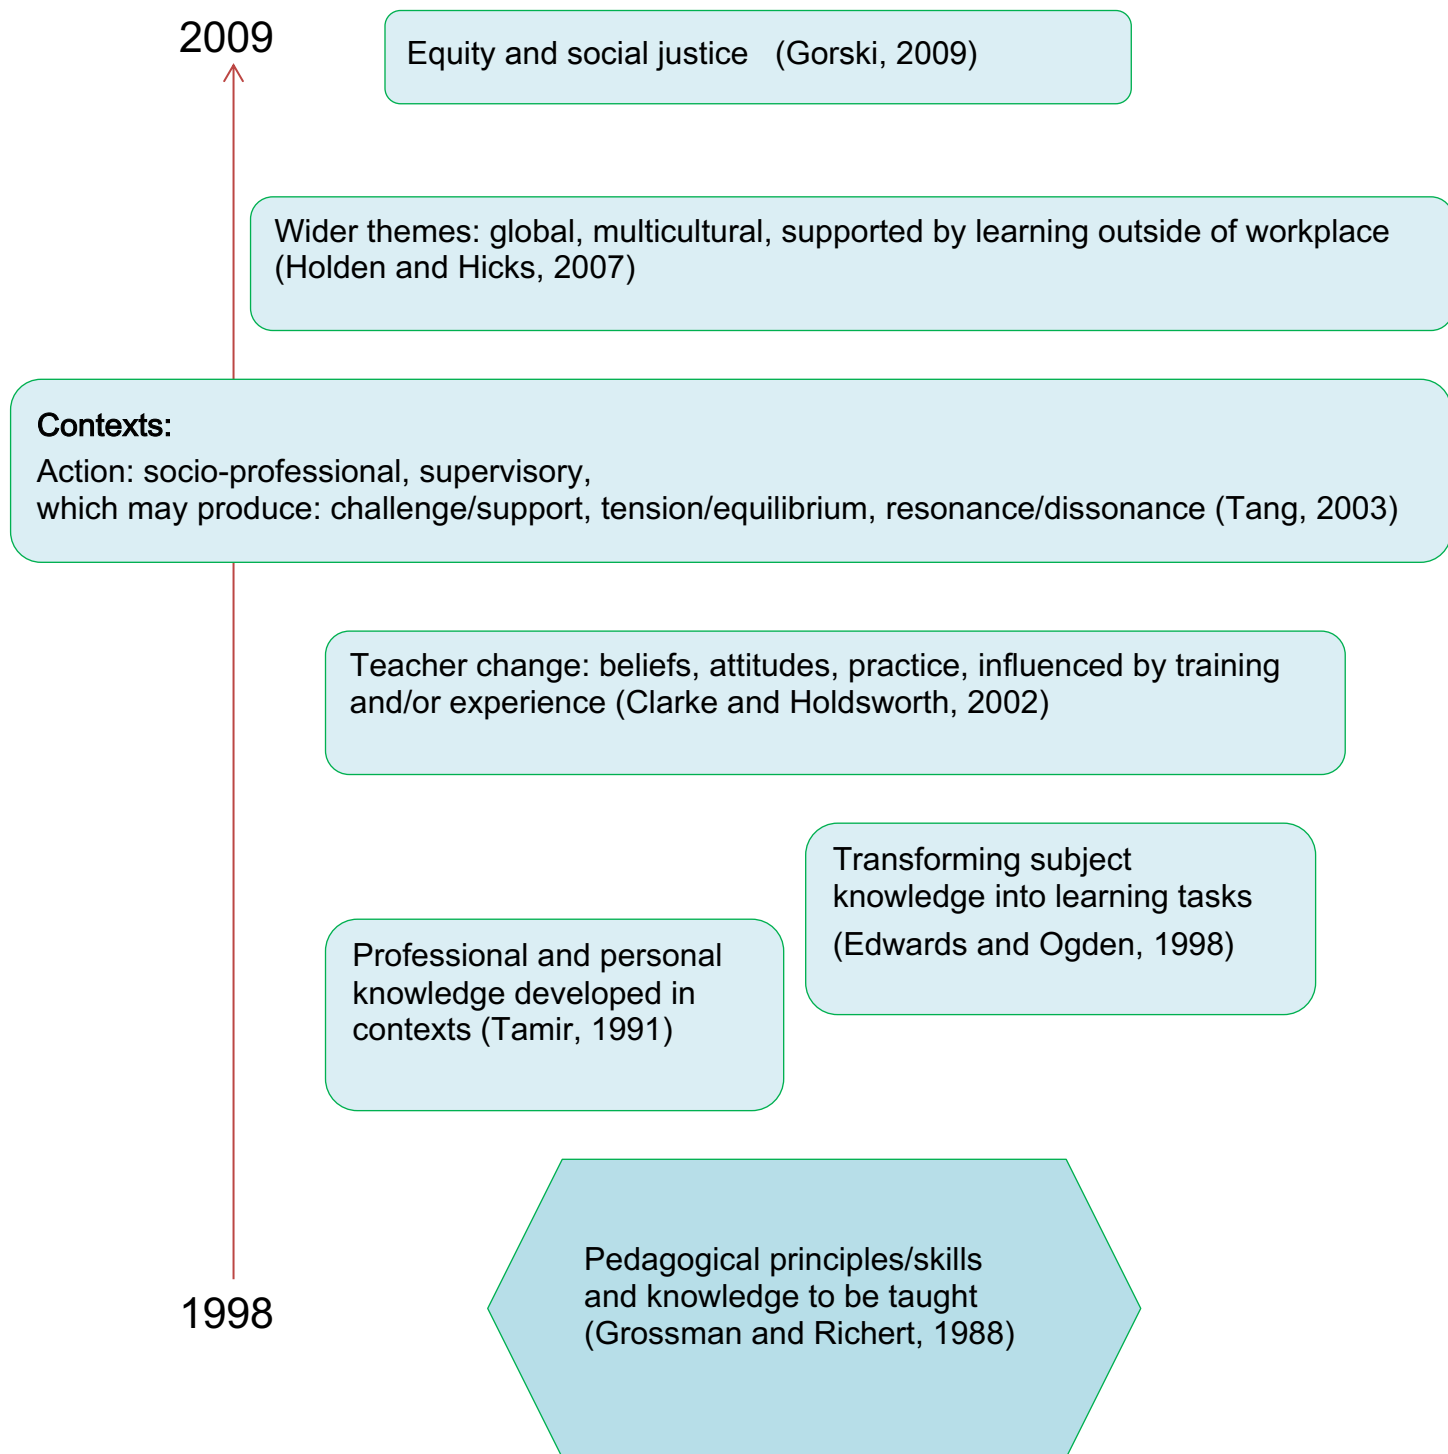 2009
Equity and social justice (Gorski, 2009)
Wider themes: global, multicultural, supported by learning outside of workplace
(Holden and Hicks, 2007)
Contexts:
Action: socio-professional, supervisory,
which may produce: challenge/support, tension/equilibrium, resonance/dissonance (Tang, 2003)
Teacher change: beliefs, attitudes, practice, influenced by training
and/or experience (Clarke and Holdsworth, 2002)
Transforming subject
knowledge into learning tasks
(Edwards and Ogden, 1998)
Professional and personal
knowledge developed in
contexts (Tamir, 1991)
Pedagogical principles/skills
and knowledge to be taught
(Grossman and Richert, 1988)
1998